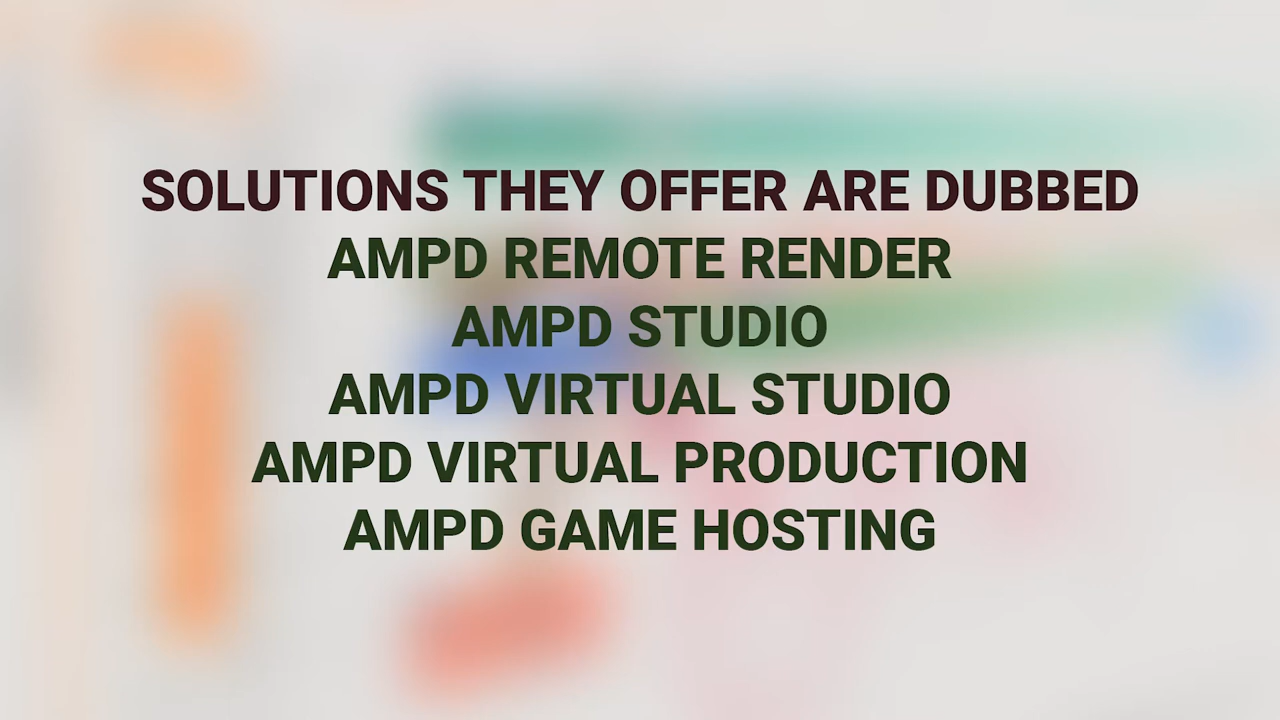 SOLUTIONS THEY OFFER ARE DUBBED
AMPD REMOTE RENDER
AMPD STUDIO
AMPD VIRTUAL STUDIO
AMPD VIRTUAL PRODUCTION
AMPD GAME HOSTING